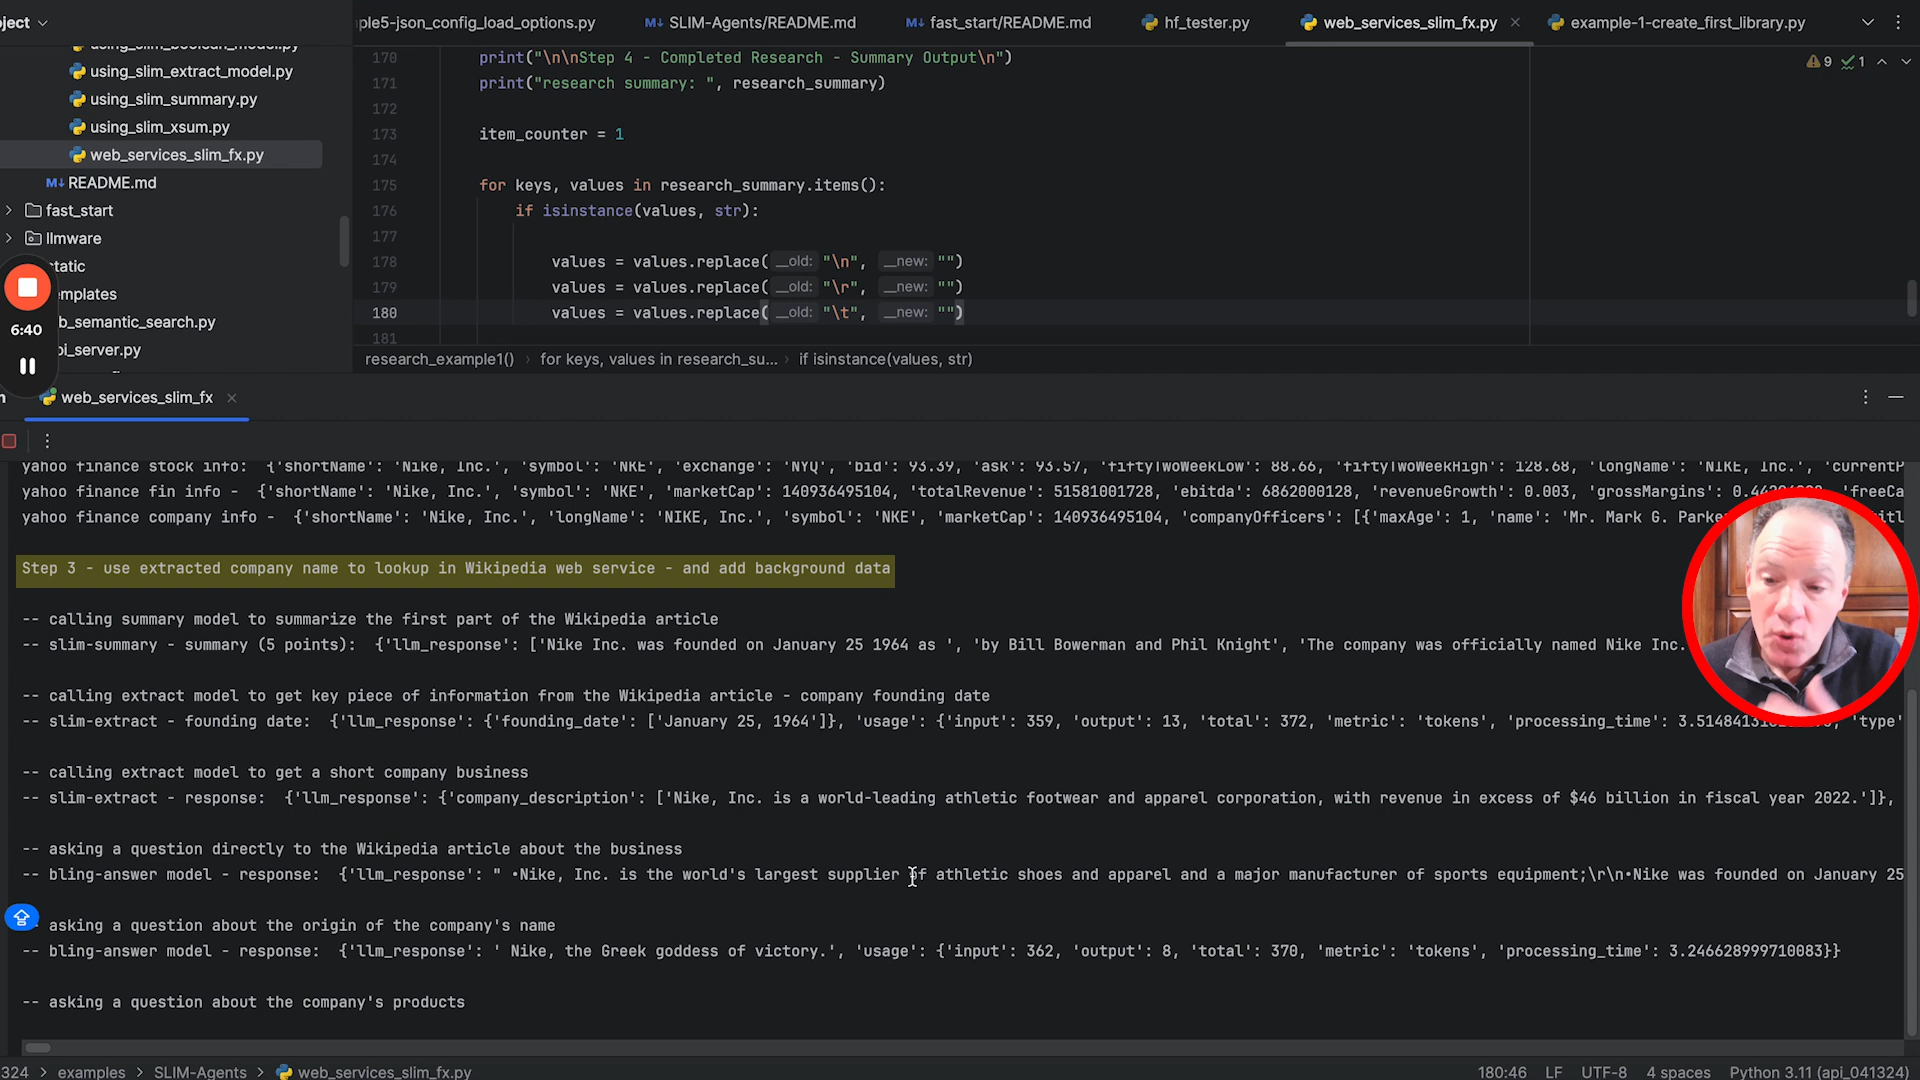 oject
ple5-json_config_load_options.py
SLIM-Agents/README.md
fast_start/README.md
hf_tester.py
web_services_slim_fx.py
example-1-create_first_library.py
using_slim_boolean_model.py
using_slim_extract_model.py
using_slim_summary.py
using_slim_xsum.py
web_services_slim_fx.py
README.md
fast_start
llmware
static
emplates
b_semantic_search.py
pi_server.py
6:40
9 1
170 print("\n\nStep 4 - Completed Research - Summary Output\n")
171 print("research summary: ", research_summary)
172
173 item_counter = 1
174
175 for keys, values in research_summary.items():
176 if isinstance(values, str):
177
178 values = values.replace( __old: "\n", __new: "")
179 values = values.replace( __old: "\r", __new: "")
180 values = values.replace( __old: "\t", __new: "")
181
research_example1() › for keys, values in research_su... › if isinstance(values, str)
web_services_slim_fx
yahoo finance stock info: {'shortName': 'Nike, Inc.', 'symbol': 'NKE', 'exchange': 'NYQ', 'bid': 93.39, 'ask': 93.57, 'fiftyTwoWeekLow': 88.66, 'fiftyTwoWeekHigh': 128.68, 'longName': 'NIKE, Inc.', 'currentP
yahoo finance fin info - {'shortName': 'Nike, Inc.', 'symbol': 'NKE', 'marketCap': 140936495104, 'totalRevenue': 51581001728, 'ebitda': 6862000128, 'revenueGrowth': 0.003, 'grossMargins': 'freeCa
yahoo finance company info - {'shortName': 'Nike, Inc.', 'longName': 'NIKE, Inc.', 'symbol': 'NKE', 'marketCap': 140936495104, 'companyOfficers': [{'maxAge': 1, 'name': 'Mr. Mark G. Parke
Step 3 - use extracted company name to lookup in Wikipedia web service - and add background data
-- calling summary model to summarize the first part of the Wikipedia article
-- slim-summary - summary (5 points): {'llm_response': ['Nike Inc. was founded on January 25 1964 as ', 'by Bill Bowerman and Phil Knight', 'The company was officially named Nike Inc.
-- calling extract model to get key piece of information from the Wikipedia article - company founding date
-- slim-extract - founding date: {'llm_response': {'founding_date': ['January 25, 1964']}, 'usage': {'input': 359, 'output': 13, 'total': 372, 'metric': 'tokens', 'processing_time': 'type'
-- calling extract model to get a short company business
-- slim-extract - response: {'llm_response': {'company_description': ['Nike, Inc. is a world-leading athletic footwear and apparel corporation, with revenue in excess of $46 billion in fiscal year 2022.']},
-- asking a question directly to the Wikipedia article about the business
-- bling-answer model - response: {'llm_response': " •Nike, Inc. is the world's largest supplier of athletic shoes and apparel and a major manufacturer of sports equipment;\r\n•Nike was founded on January 25
asking a question about the origin of the company's name
-- bling-answer model - response: {'llm_response': ' Nike, the Greek goddess of victory.', 'usage': {'input': 362, 'output': 8, 'total': 370, 'metric': 'tokens', 'processing_time': 3.246628999710083}}
-- asking a question about the company's products
324 › examples › SLIM-Agents › web_services_slim_fx.py
180:46 LF UTF-8 4 spaces Python 3.11 (api_041324)